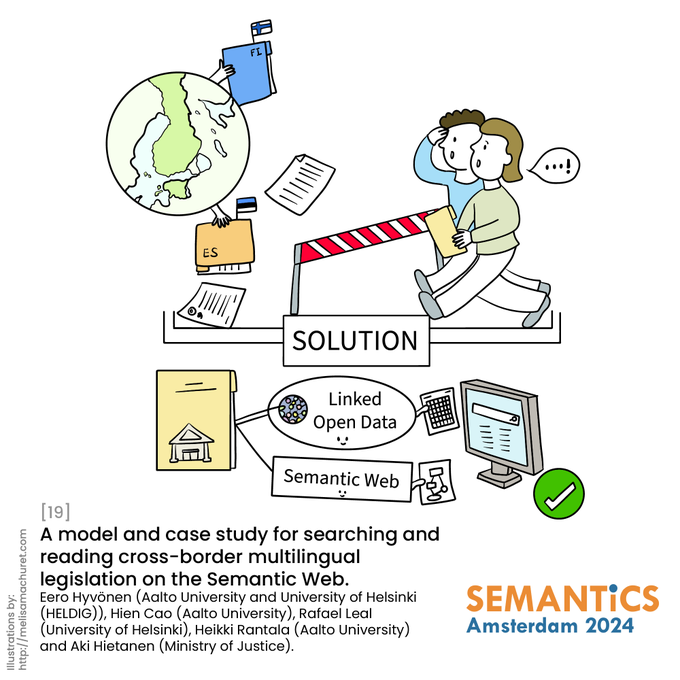 FI
...!
ES
SOLUTION
Linked
Open Data
Semantic Web
[19]
A model and case study for searching and
reading cross-border multilingual
legislation on the Semantic Web.
Eero Hyvönen (Aalto University and University of Helsinki
(HELDIG)), Hien Cao (Aalto University), Rafael Leal
(University of Helsinki), Heikki Rantala (Aalto University)
and Aki Hietanen (Ministry of Justice).
Illustrations by:
http://melisamachuret.com
SEMANTiCS
Amsterdam 2024